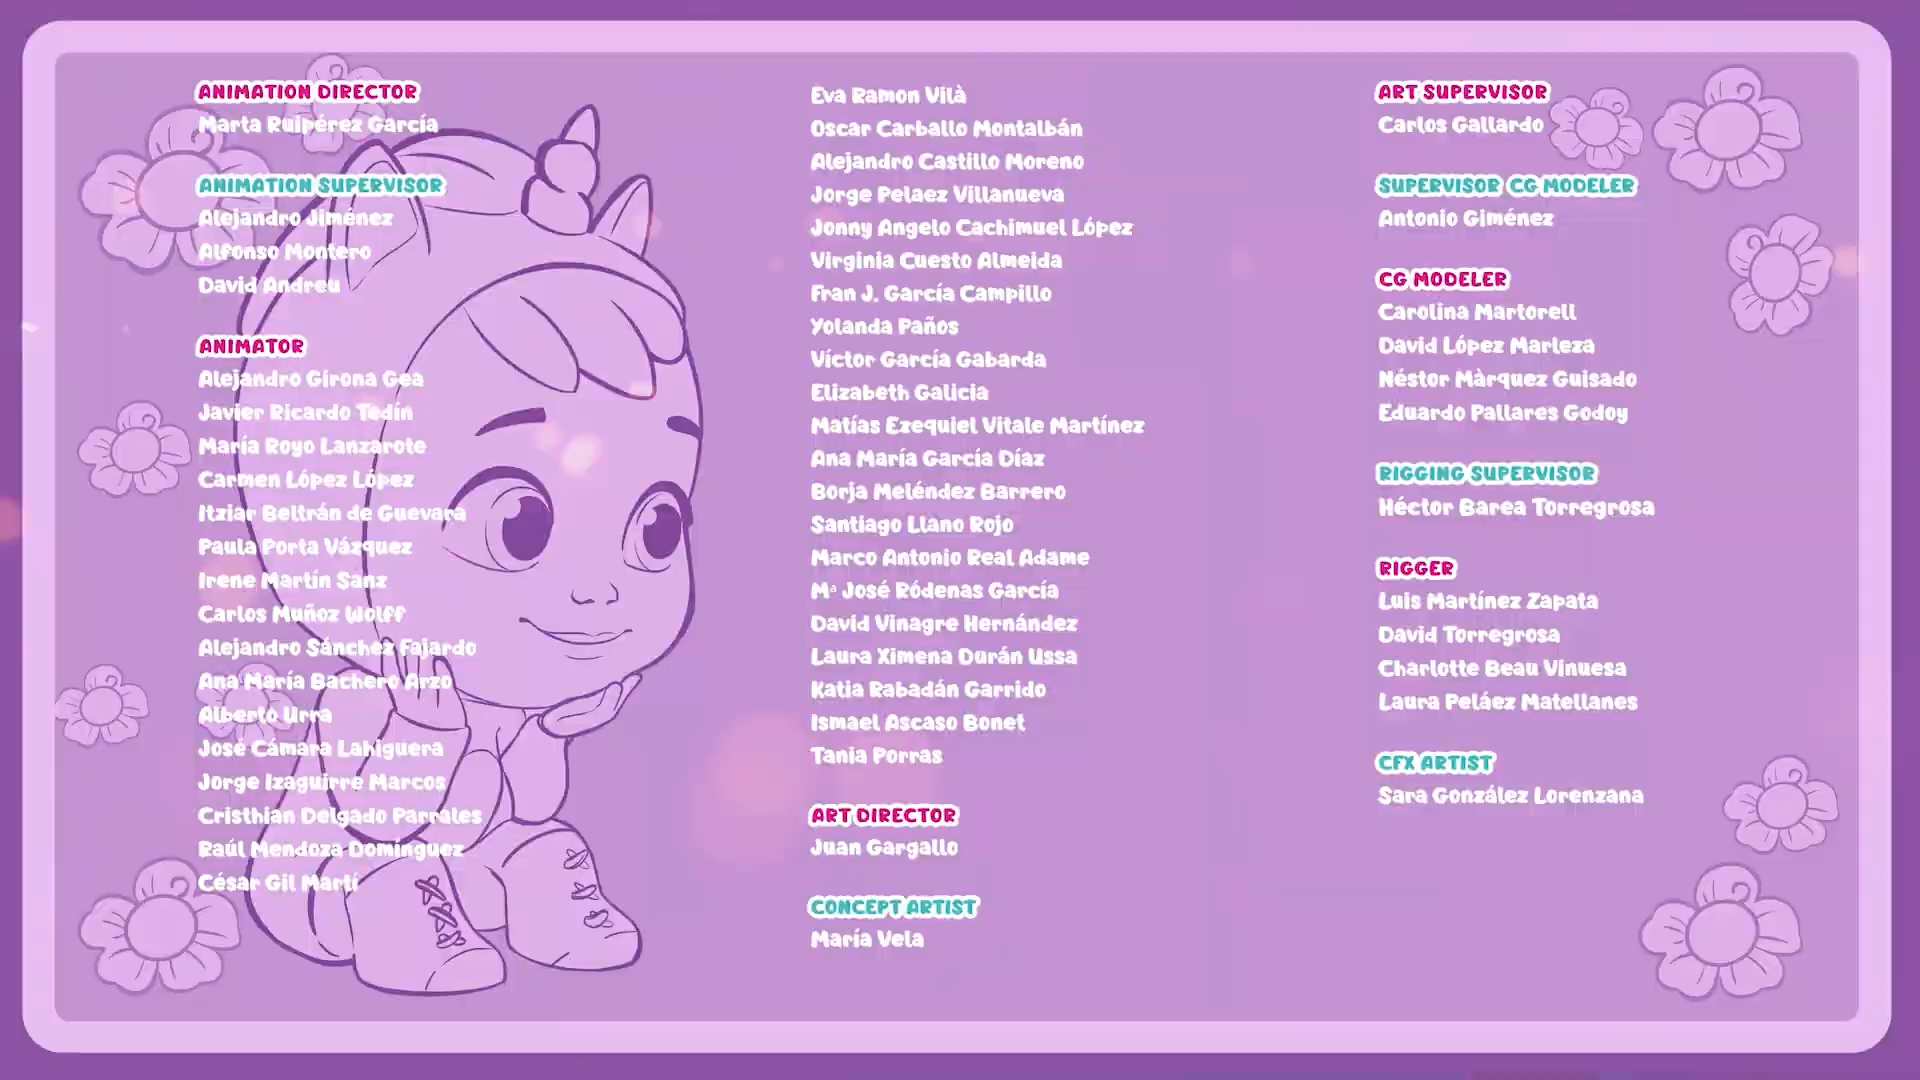 ANIMATION DIRECTOR
Marta Ruipérez García
ANIMATION SUPERVISOR
Alejandro Jiménez
Alfonso Montero
David Andreu
ANIMATOR
Alejandro Girona Gea
Javier Ricardo Tedín
María Royo Lanzarote
Carmen López López
Itziar Beltrán de Guevara
Paula Porta Vázquez
Irene Martín Sanz
Carlos Muñoz Wolff
Alejandro Sánchez Fajardo
Ana María Bachero Arzo
Alberto Urra
José Cámara Lahiguera
Jorge Izaguirre Marcos
Cristhian Delgado Parrales
Raúl Mendoza Domínguez
César Gil Martí
Eva Ramon Vilà
Oscar Carballo Montalbán
Alejandro Castillo Moreno
Jorge Pelaez Villanueva
Jonny Angelo Cachimuel López
Virginia Cuesto Almeida
Fran J. García Campillo
Yolanda Paños
Víctor García Gabarda
Elizabeth Galicia
Matías Ezequiel Vitale Martínez
Ana María García Díaz
Borja Meléndez Barrero
Santiago Llano Rojo
Marco Antonio Real Adame
Mª José Ródenas García
David Vinagre Hernández
Laura Ximena Durán Ussa
Katia Rabadán Garrido
Ismael Ascaso Bonet
Tania Porras
ART DIRECTOR
Juan Gargallo
CONCEPT ARTIST
María Vela
ART SUPERVISOR
Carlos Gallardo
SUPERVISOR CG MODELER
Antonio Giménez
CG MODELER
Carolina Martorell
David López Marleza
Néstor Màrquez Guisado
Eduardo Pallares Godoy
RIGGING SUPERVISOR
Héctor Barea Torregrosa
RIGGER
Luis Martínez Zapata
David Torregrosa
Charlotte Beau Vinuesa
Laura Peláez Matellanes
CFX ARTIST
Sara González Lorenzana